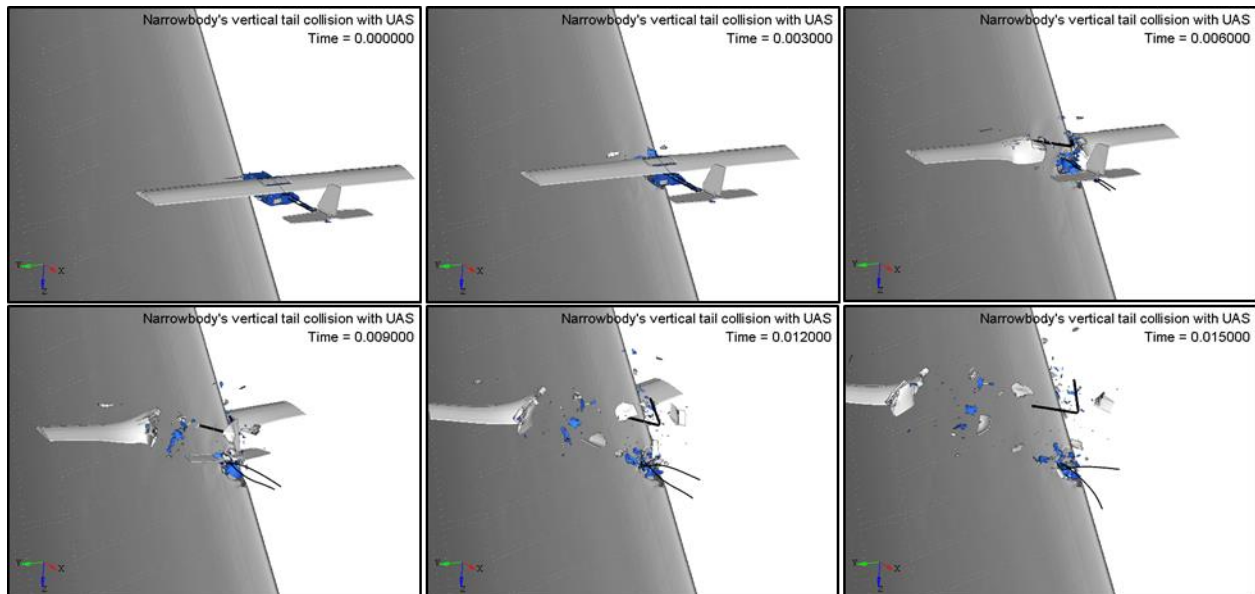 Narrowbody's vertical tail collision with UAS
Time = 0.000000
Y
X
Z
Narrowbody's vertical tail collision with UAS
Time = 0.003000
Y
X
Z
Narrowbody's vertical tail collision with UAS
Time = 0.006000
Y
X
Z
Narrowbody's vertical tail collision with UAS
Time = 0.009000
Y
X
Z
Narrowbody's vertical tail collision with UAS
Time = 0.012000
Y
X
Z
Narrowbody's vertical tail collision with UAS
Time = 0.015000
Y
X
Z